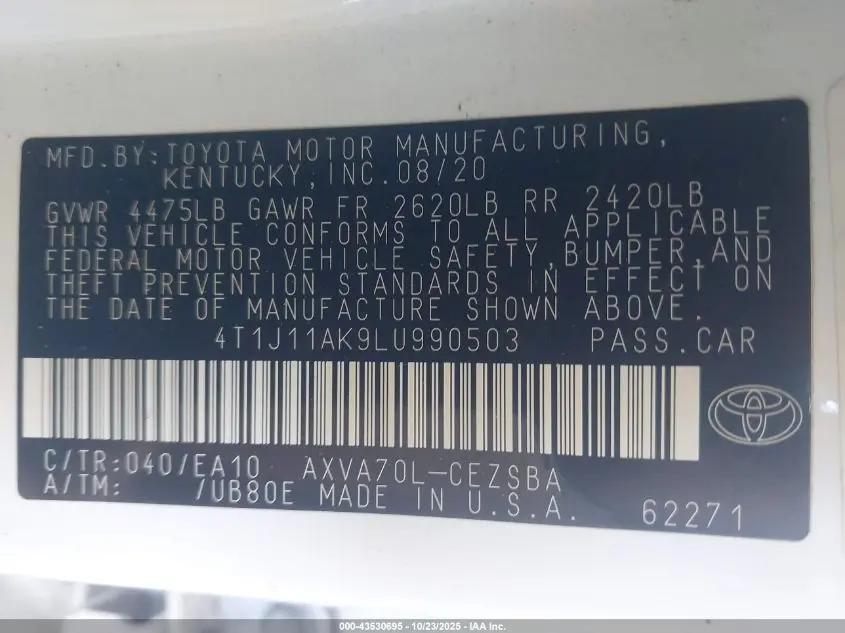 MFD.BY:TOYOTA MOTOR MANUFACTURING,
KENTUCKY,INC.08/20
GVWR 4475LB GAWR FR 2620LB RR 2420LB
THIS VEHICLE CONFORMS TO ALL APPLICABLE
FEDERAL MOTOR VEHICLE SAFETY,BUMPER,AND
THEFT PREVENTION STANDARDS IN EFFECT ON
THE DATE OF MANUFACTURE SHOWN ABOVE.
4T1J11AK9LU990503 PASS.CAR
C/TR:040/EA10 AXVA70L-CEZSBA
A/TM: /UB80E MADE IN U.S.A. 62271
000-43530695 - 10/23/2025 - IAA Inc.